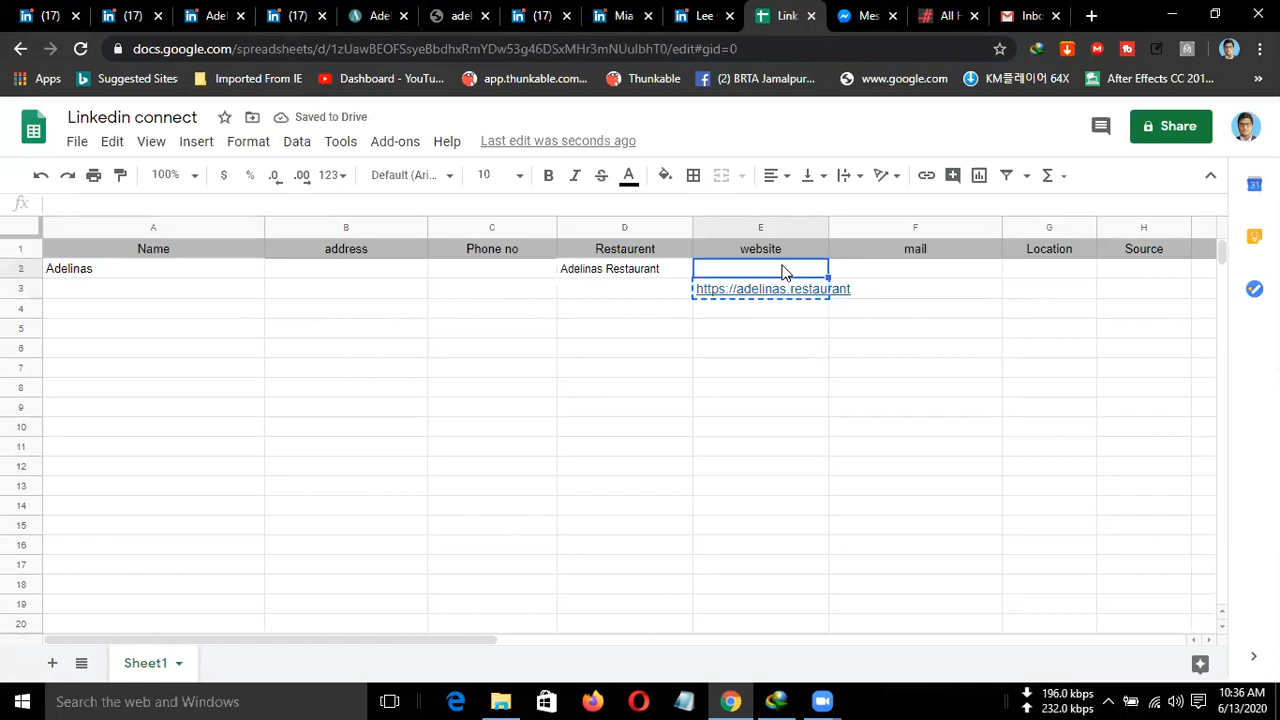 (17)
(17)
Adel
(17)
Ade
adel
(17)
Mia
Lee
Link
Mes
All H
Inbo
docs.google.com/spreadsheets/d/1zUawBEOFSsyeBbdhxRmYDw53g46DSxMHr3mNUulbhT0/edit#gid=0
Apps
Suggested Sites
Imported From IE
Dashboard - YouTu...
app.thunkable.com...
Thunkable
(2) BRTA Jamalpur...
www.google.com
KM플레이어 64X
After Effects CC 201...
»
Linkedin connect
Saved to Drive
File Edit View Insert Format Data Tools Add-ons Help Last edit was seconds ago
Share
100% $ % .0 .00 123 Default (Ari... 10 B I S A
fx
A B C D E F G H
1 Name address Phone no Restaurent website mail Location Source
2 Adelinas Adelinas Restaurant
3 https://adelinas.restaurant
4
5
6
7
8
9
10
11
12
13
14
15
16
17
18
19
20
31
Sheet1
Search the web and Windows
196.0 kbps
232.0 kbps
10:36 AM
6/13/2020